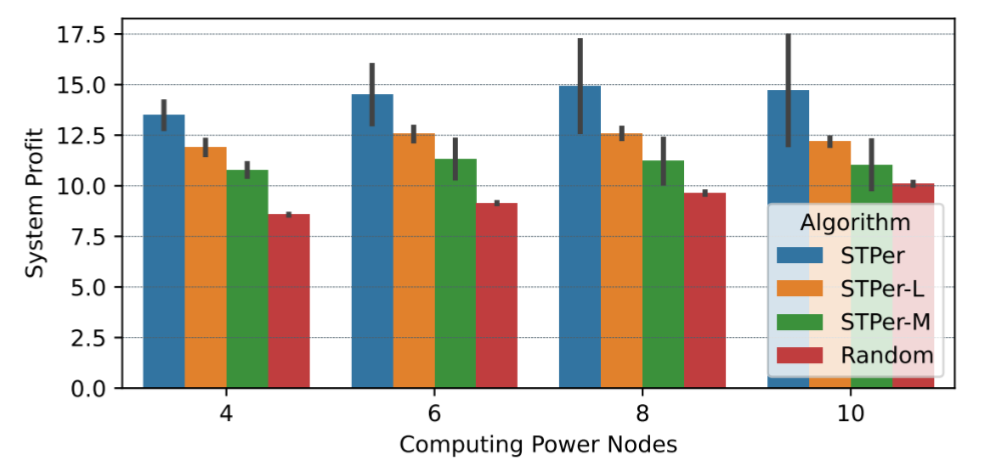 System Profit
17.5
15.0
12.5
10.0
7.5
5.0
2.5
0.0
4
6
8
10
Computing Power Nodes
Algorithm
STPer
STPer-L
STPer-M
Random